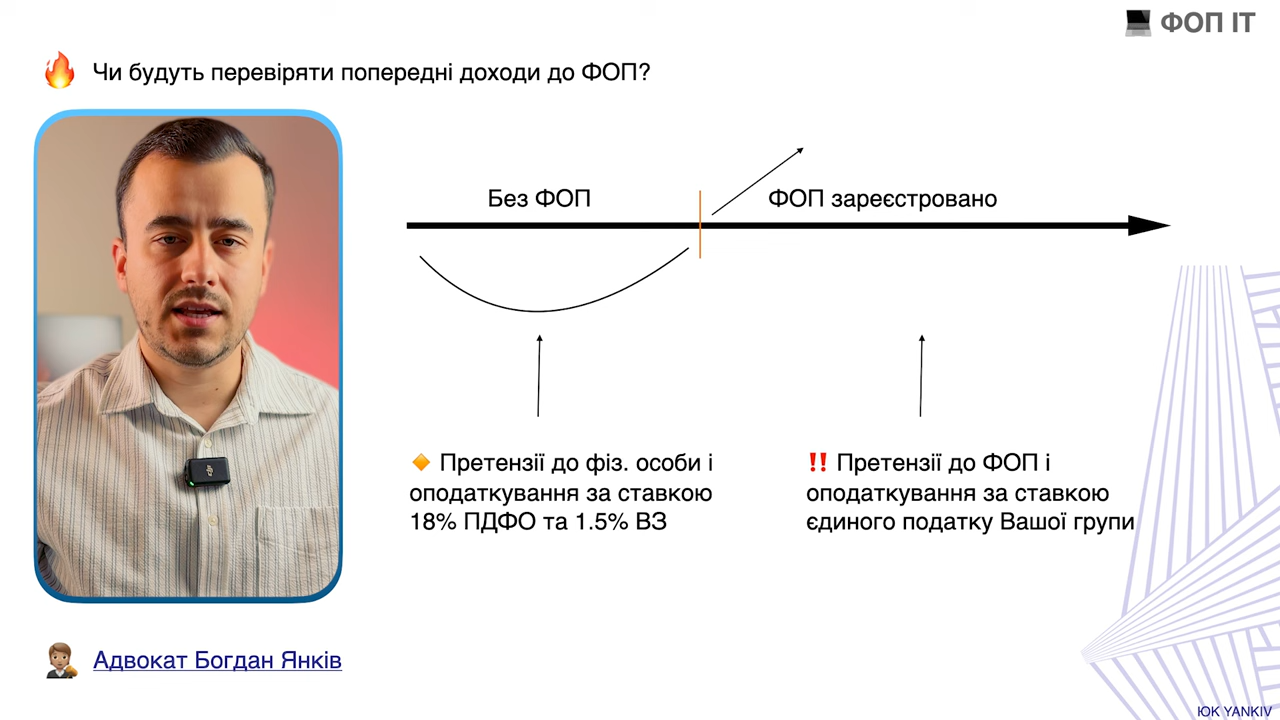 ФОП ІТ
Чи будуть перевіряти попередні доходи до ФОП?
Без ФОП
ФОП зареєстровано
Претензії до фіз. особи і
оподаткування за ставкою
18% ПДФО та 1.5% ВЗ
Претензії до ФОП і
оподаткування за ставкою
єдиного податку Вашої групи
Адвокат Богдан Янків
ЮК YANKIV